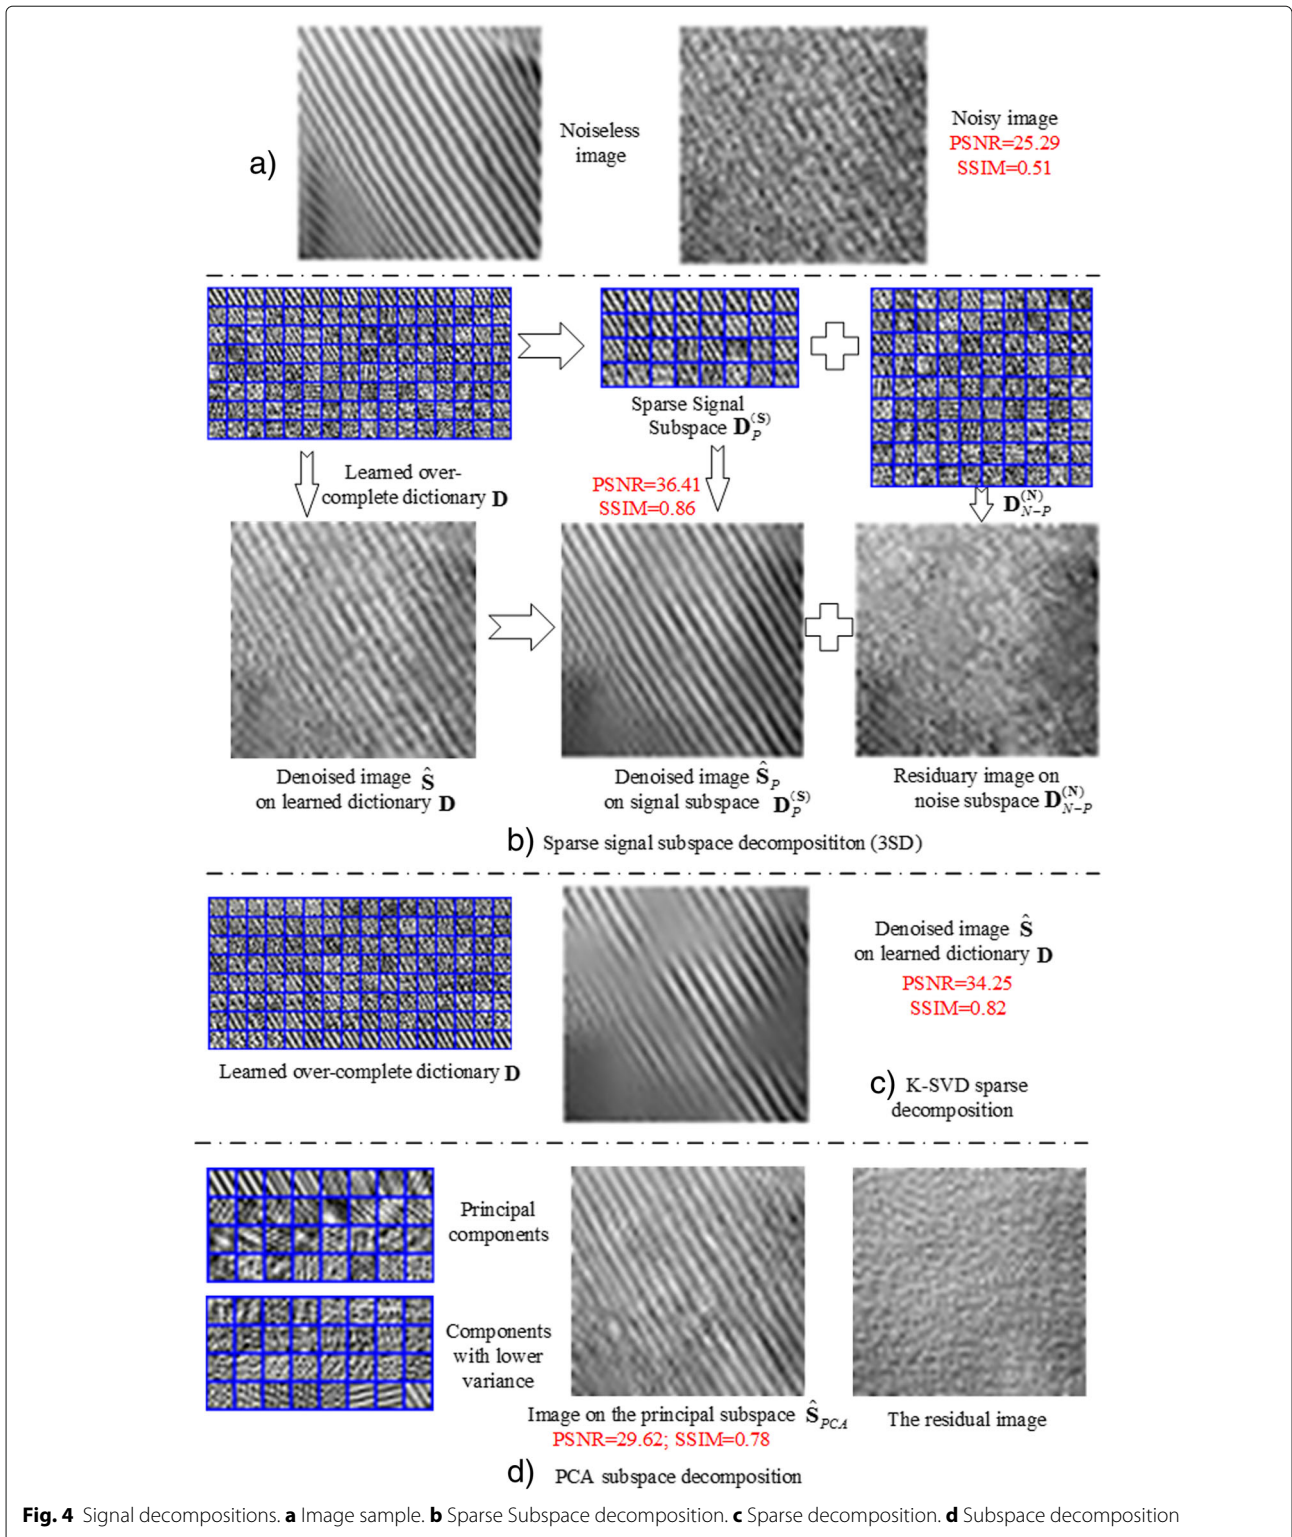 a)
Noiseless
image
Noisy image
PSNR=25.29
SSIM=0.51
Sparse Signal
Subspace D_P^(S)
Learned over-
complete dictionary D
PSNR=36.41
SSIM=0.86
D_{N-P}^(N)
Denoised image Ŝ
on learned dictionary D
Denoised image Ŝ_P
on signal subspace D_P^(S)
Residuary image on
noise subspace D_{N-P}^(N)
b) Sparse signal subspace decomposititon (3SD)
Learned over-complete dictionary D
Denoised image Ŝ
on learned dictionary D
PSNR=34.25
SSIM=0.82
c) K-SVD sparse
decomposition
Principal
components
Components
with lower
variance
Image on the principal subspace Ŝ_PCA
PSNR=29.62; SSIM=0.78
The residual image
d) PCA subspace decomposition
Fig. 4 Signal decompositions. a Image sample. b Sparse Subspace decomposition. c Sparse decomposition. d Subspace decomposition